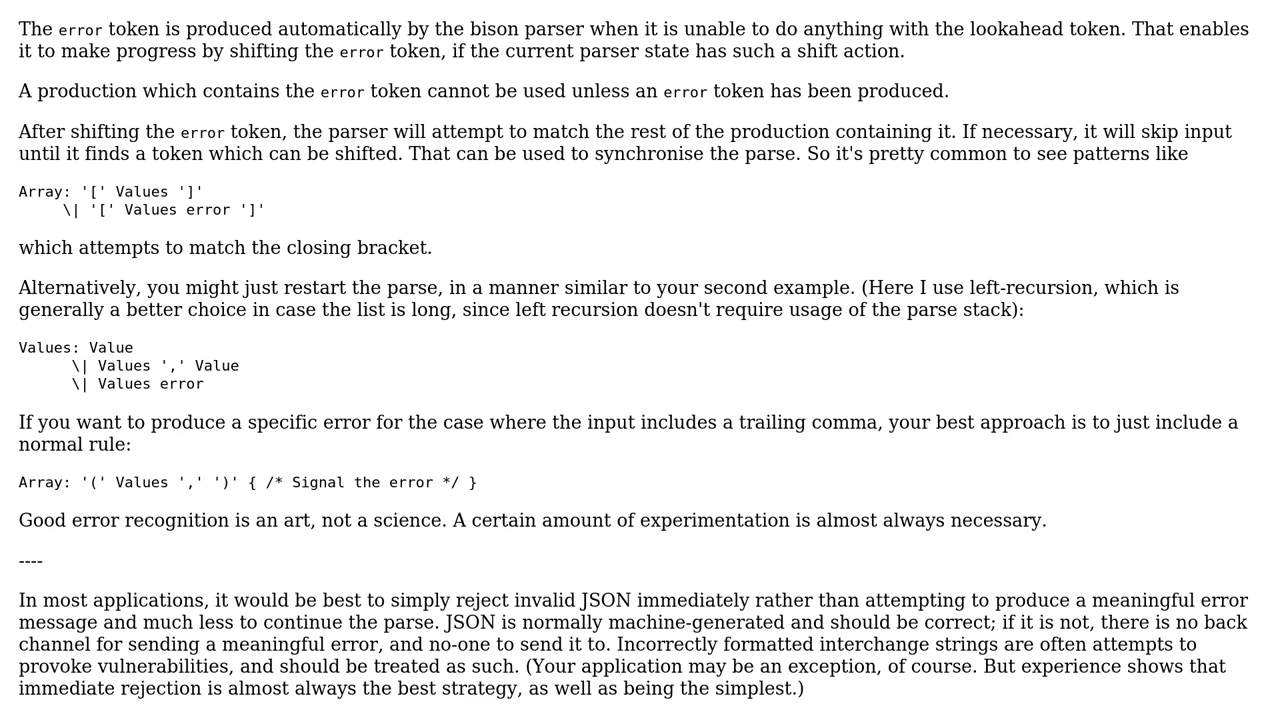 The error token is produced automatically by the bison parser when it is unable to do anything with the lookahead token. That enables
it to make progress by shifting the error token, if the current parser state has such a shift action.
A production which contains the error token cannot be used unless an error token has been produced.
After shifting the error token, the parser will attempt to match the rest of the production containing it. If necessary, it will skip input
until it finds a token which can be shifted. That can be used to synchronise the parse. So it's pretty common to see patterns like
Array: '[' Values ']'
     \| '[' Values error ']'
which attempts to match the closing bracket.
Alternatively, you might just restart the parse, in a manner similar to your second example. (Here I use left-recursion, which is
generally a better choice in case the list is long, since left recursion doesn't require usage of the parse stack):
Values: Value
      \| Values ',' Value
      \| Values error
If you want to produce a specific error for the case where the input includes a trailing comma, your best approach is to just include a
normal rule:
Array: '(' Values ',' ')' { /* Signal the error */ }
Good error recognition is an art, not a science. A certain amount of experimentation is almost always necessary.
----
In most applications, it would be best to simply reject invalid JSON immediately rather than attempting to produce a meaningful error
message and much less to continue the parse. JSON is normally machine-generated and should be correct; if it is not, there is no back
channel for sending a meaningful error, and no-one to send it to. Incorrectly formatted interchange strings are often attempts to
provoke vulnerabilities, and should be treated as such. (Your application may be an exception, of course. But experience shows that
immediate rejection is almost always the best strategy, as well as being the simplest.)